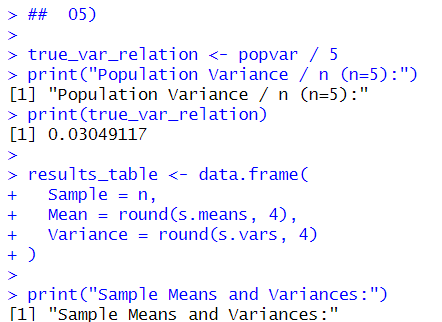 > ##  05)
>
> true_var_relation <- popvar / 5
> print("Population Variance / n (n=5):")
[1] "Population Variance / n (n=5):"
> print(true_var_relation)
[1] 0.03049117
>
> results_table <- data.frame(
+   Sample = n,
+   Mean = round(s.means, 4),
+   Variance = round(s.vars, 4)
+ )
>
> print("Sample Means and Variances:")
[1] "Sample Means and Variances:"